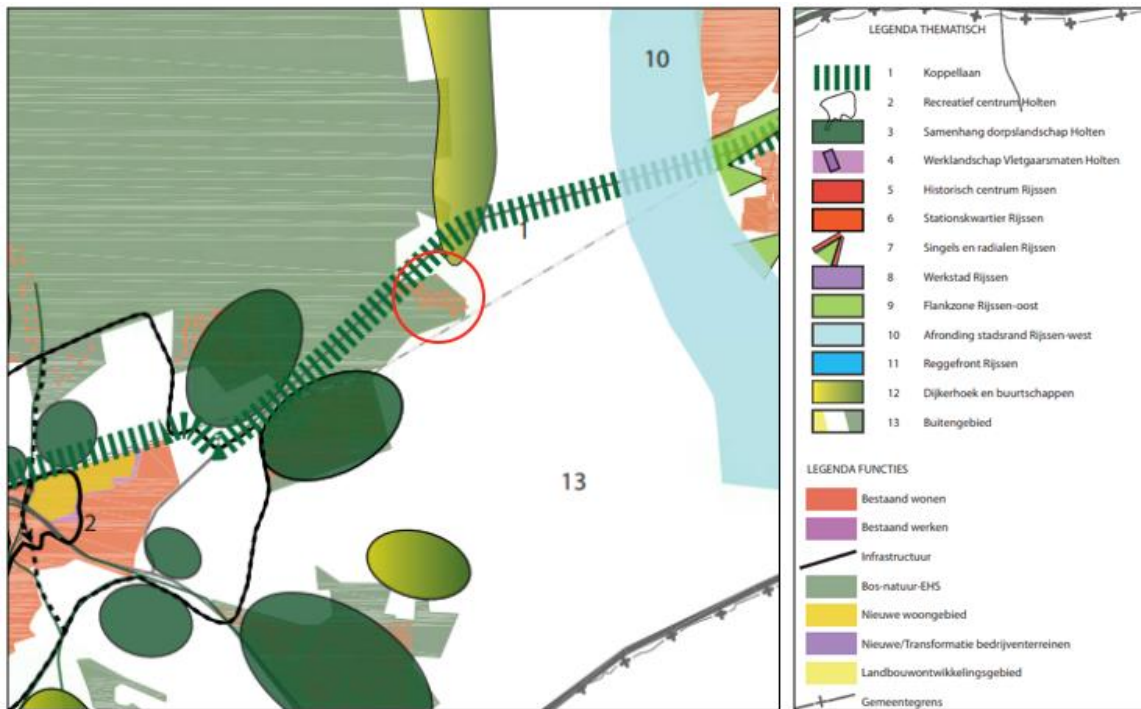 10
1
13
2
LEGENDA THEMATISCH
1 Koppellaan
2 Recreatief centrum Holten
3 Samenhang dorpslandschap Holten
4 Werklandschap Vletgaarsmaten Holten
5 Historisch centrum Rijssen
6 Stationskwartier Rijssen
7 Singels en radialen Rijssen
8 Werkstad Rijssen
9 Flankzone Rijssen-oost
10 Afronding stadsrand Rijssen-west
11 Reggefront Rijssen
12 Dijkerhoek en buurtschappen
13 Buitengebied
LEGENDA FUNCTIES
Bestaand wonen
Bestaand werken
Infrastructuur
Bos-natuur-EHS
Nieuwe woongebied
Nieuwe/Transformatie bedrijventerreinen
Landbouwontwikkelingsgebied
Gemeentegrens